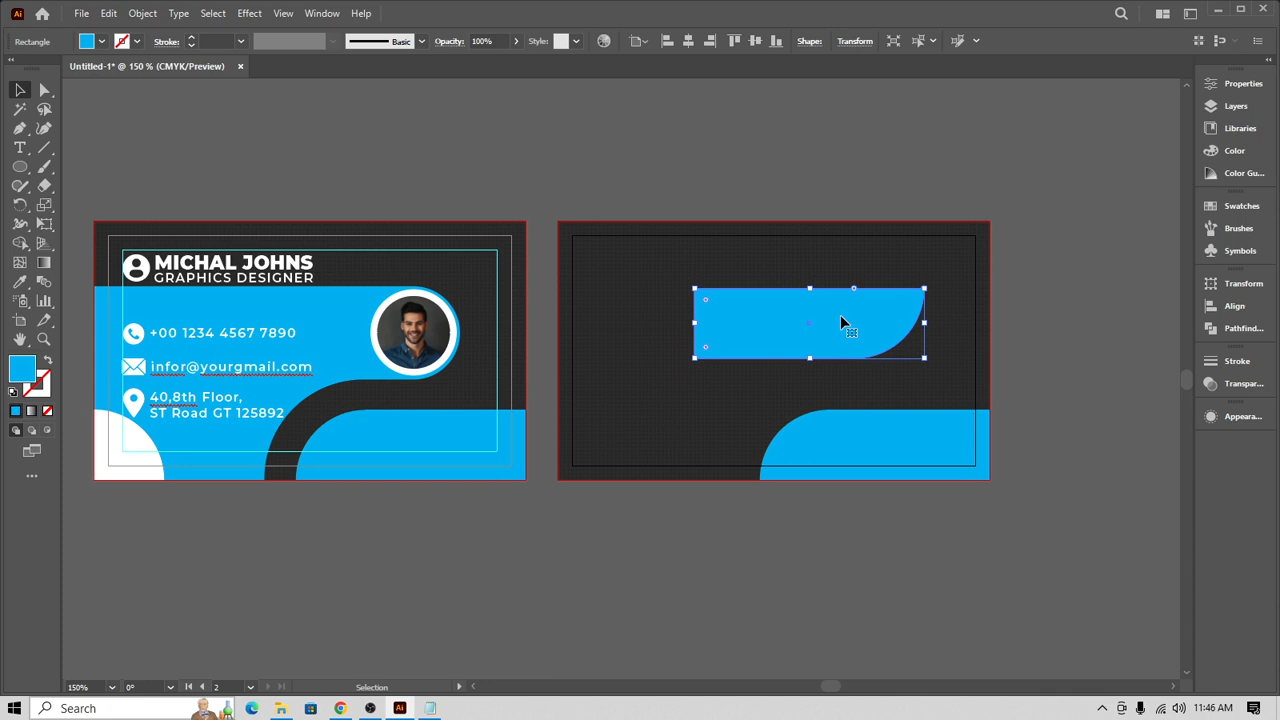 Ai
File Edit Object Type Select Effect View Window Help
Rectangle
Stroke:
Basic
Opacity: 100%
Style:
Shape:
Transform
Untitled-1* @ 150 % (CMYK/Preview)
Properties
Layers
Libraries
Color
Color Gu...
Swatches
Brushes
Symbols
Transform
Align
Pathfind...
Stroke
Transpar...
Appeara...
MICHAL JOHNS
GRAPHICS DESIGNER
+00 1234 4567 7890
infor@yourgmail.com
40,8th Floor,
ST Road GT 125892
150% 0° 2 Selection
Search
Ai
11:46 AM